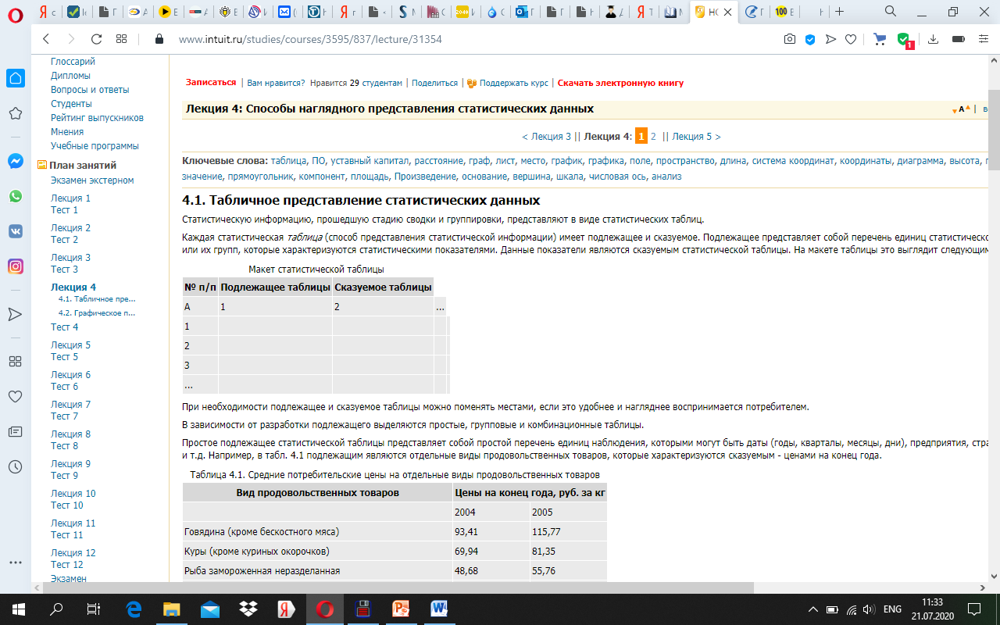 www.intuit.ru/studies/courses/3595/837/lecture/31354
1
Глоссарий
Дипломы
Вопросы и ответы
Студенты
Рейтинг выпускников
Мнения
Учебные программы
План занятий
Экзамен экстерном
Лекция 1
Тест 1
Лекция 2
Тест 2
Лекция 3
Тест 3
Лекция 4
4.1. Табличное пре...
4.2. Графическое п...
Тест 4
Лекция 5
Тест 5
Лекция 6
Тест 6
Лекция 7
Тест 7
Лекция 8
Тест 8
Лекция 9
Тест 9
Лекция 10
Тест 10
Лекция 11
Тест 11
Лекция 12
Тест 12
Экзамен
Записаться | Вам нравится? Нравится 29 студентам | Поделиться | Поддержать курс | Скачать электронную книгу
Лекция 4: Способы наглядного представления статистических данных
А |
< Лекция 3 || Лекция 4: 1 2 || Лекция 5 >
Ключевые слова: таблица, ПО, уставный капитал, расстояние, граф, лист, место, график, графика, поле, пространство, длина, система координат, координаты, диаграмма, высота,
значение, прямоугольник, компонент, площадь, Произведение, основание, вершина, шкала, числовая ось, анализ
4.1. Табличное представление статистических данных
Статистическую информацию, прошедшую стадию сводки и группировки, представляют в виде статистических таблиц.
Каждая статистическая таблица (способ представления статистической информации) имеет подлежащее и сказуемое. Подлежащее представляет собой перечень единиц статистическо
или их групп, которые характеризуются статистическими показателями. Данные показатели являются сказуемым статистической таблицы. На макете таблицы это выглядит следующим
Макет статистической таблицы
№ п/п Подлежащее таблицы Сказуемое таблицы
А 1 2 ...
1
2
3
...
При необходимости подлежащее и сказуемое таблицы можно поменять местами, если это удобнее и нагляднее воспринимается потребителем.
В зависимости от разработки подлежащего выделяются простые, групповые и комбинационные таблицы.
Простое подлежащее статистической таблицы представляет собой простой перечень единиц наблюдения, которыми могут быть даты (годы, кварталы, месяцы, дни), предприятия, стра
и т.д. Например, в табл. 4.1 подлежащим являются отдельные виды продовольственных товаров, которые характеризуются сказуемым - ценами на конец года.
Таблица 4.1. Средние потребительские цены на отдельные виды продовольственных товаров
Вид продовольственных товаров Цены на конец года, руб. за кг
2004 2005
Говядина (кроме бескостного мяса) 93,41 115,77
Куры (кроме куриных окорочков) 69,94 81,35
Рыба замороженная неразделанная 48,68 55,76
ENG
11:33
21.07.2020